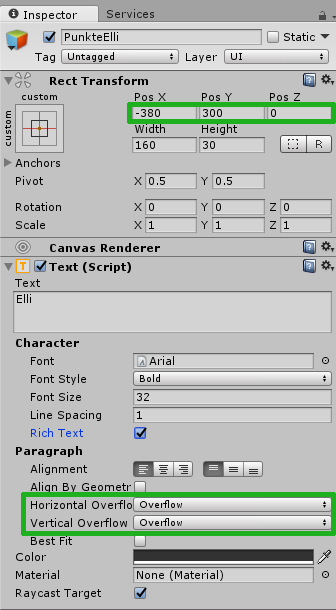 Inspector Services
PunkteElli Static
Tag Untagged Layer UI
Rect Transform
custom Pos X Pos Y Pos Z
custom -380 300 0
Width Height
160 30 R
Anchors
Pivot X 0.5 Y 0.5
Rotation X 0 Y 0 Z 0
Scale X 1 Y 1 Z 1
Canvas Renderer
T Text (Script)
Text
Elli
Character
Font Arial
Font Style Bold
Font Size 32
Line Spacing 1
Rich Text
Paragraph
Alignment
Align By Geometr
Horizontal Overflo Overflow
Vertical Overflow Overflow
Best Fit
Color
Material None (Material)
Raycast Target